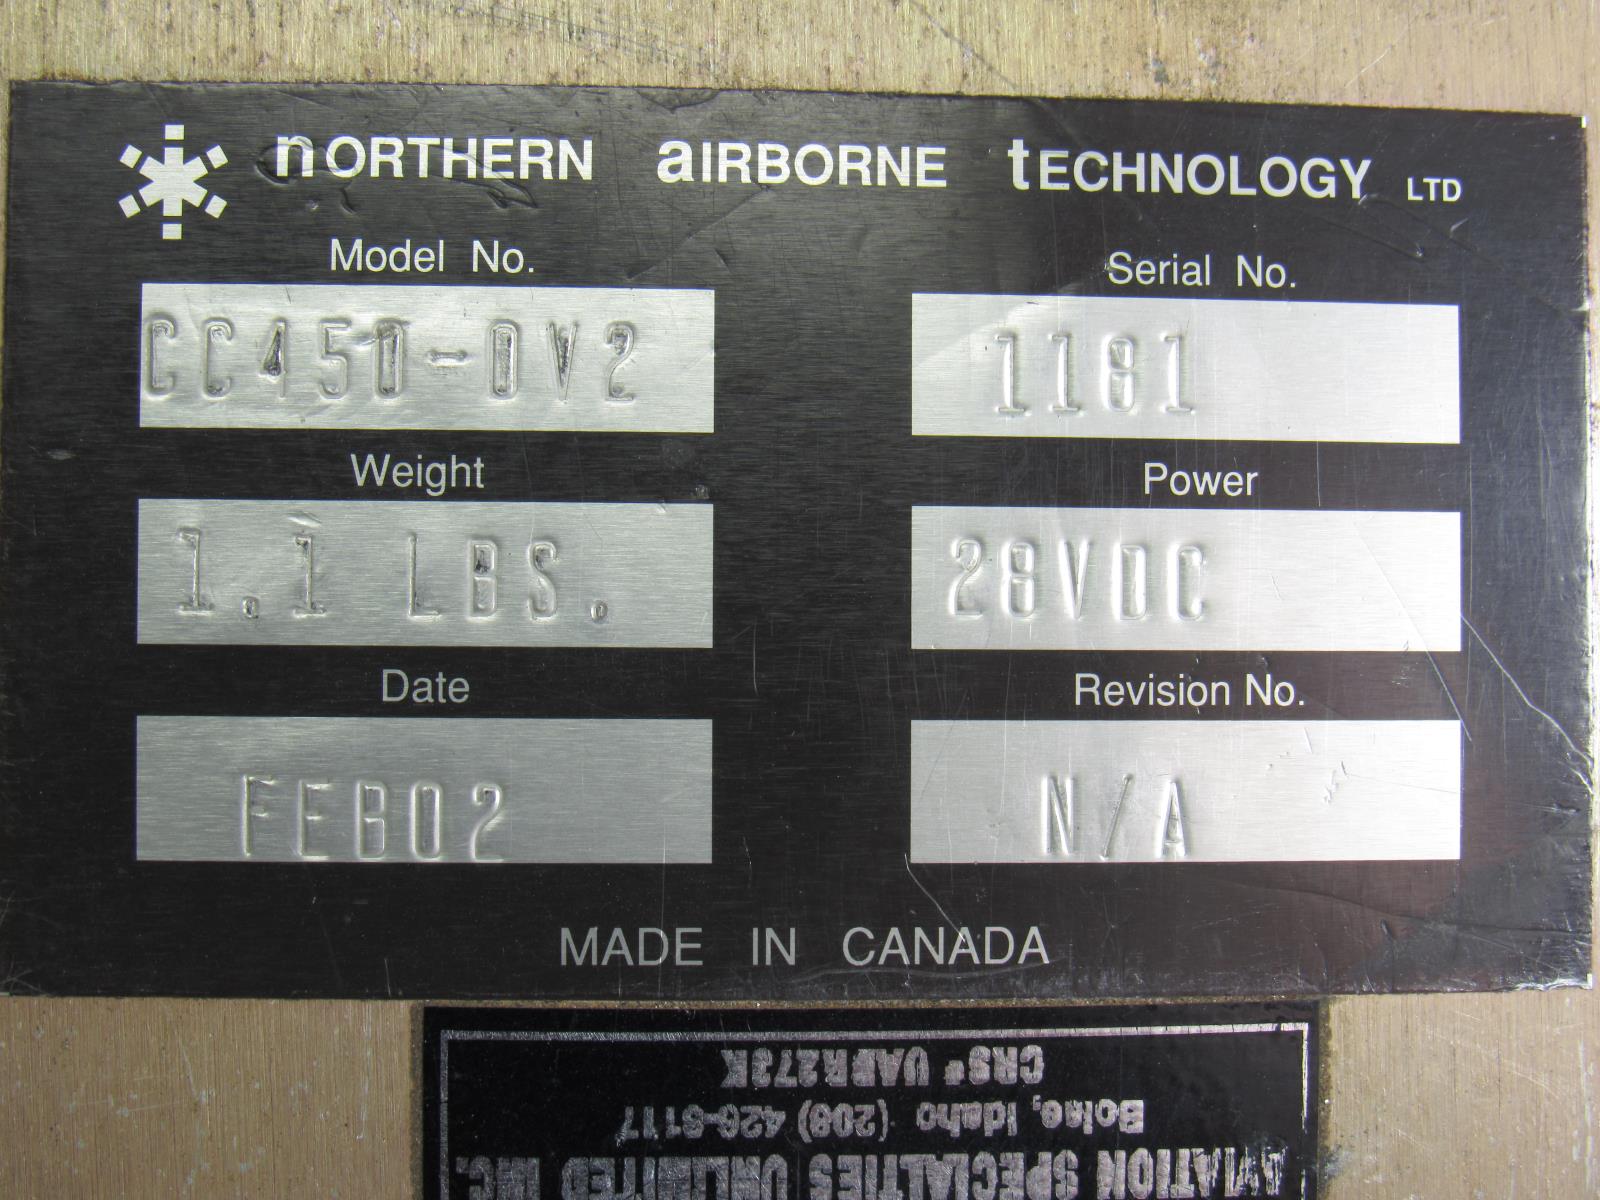 nORTHERN aIRBORNE tECHNOLOGY LTD
Model No. Serial No.
CC450-0V2 1181
Weight Power
1.1 LBS. 28VDC
Date Revision No.
FEB02 N/A
MADE IN CANADA
AVIATION SPECIALTIES UNLIMITED INC.
Boise, Idaho (208) 426-8117
CRS# UAFR273K